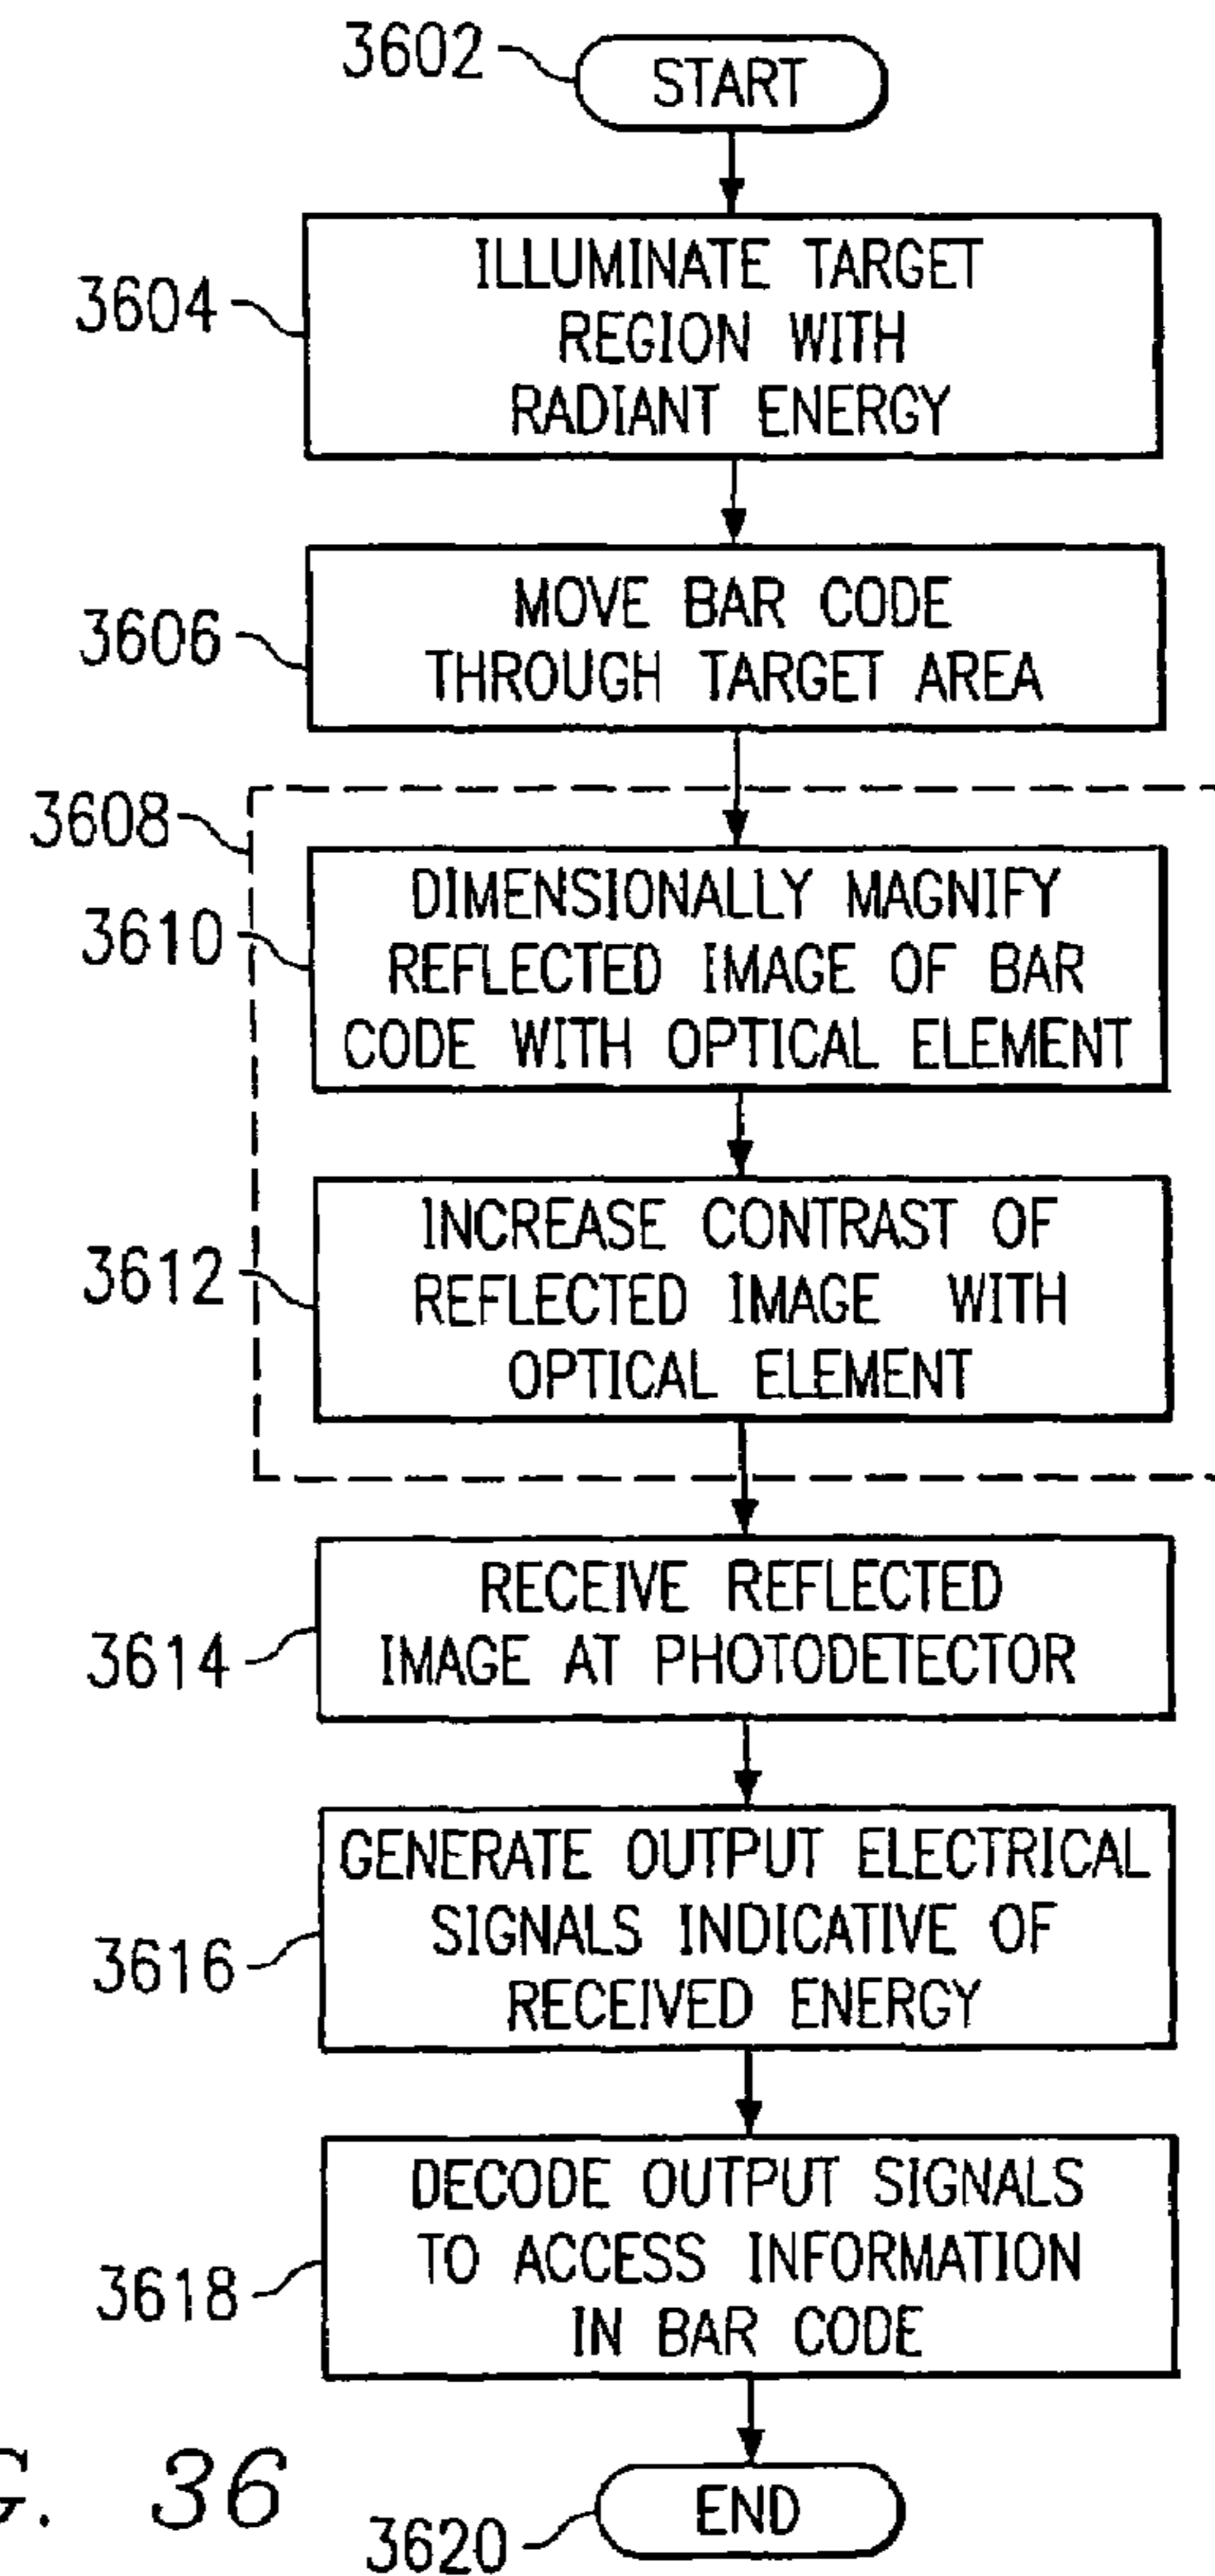 3602
START
3604
ILLUMINATE TARGET
REGION WITH
RADIANT ENERGY
3606
MOVE BAR CODE
THROUGH TARGET AREA
3608
3610
DIMENSIONALLY MAGNIFY
REFLECTED IMAGE OF BAR
CODE WITH OPTICAL ELEMENT
3612
INCREASE CONTRAST OF
REFLECTED IMAGE WITH
OPTICAL ELEMENT
3614
RECEIVE REFLECTED
IMAGE AT PHOTODETECTOR
3616
GENERATE OUTPUT ELECTRICAL
SIGNALS INDICATIVE OF
RECEIVED ENERGY
3618
DECODE OUTPUT SIGNALS
TO ACCESS INFORMATION
IN BAR CODE
G. 36
3620
END